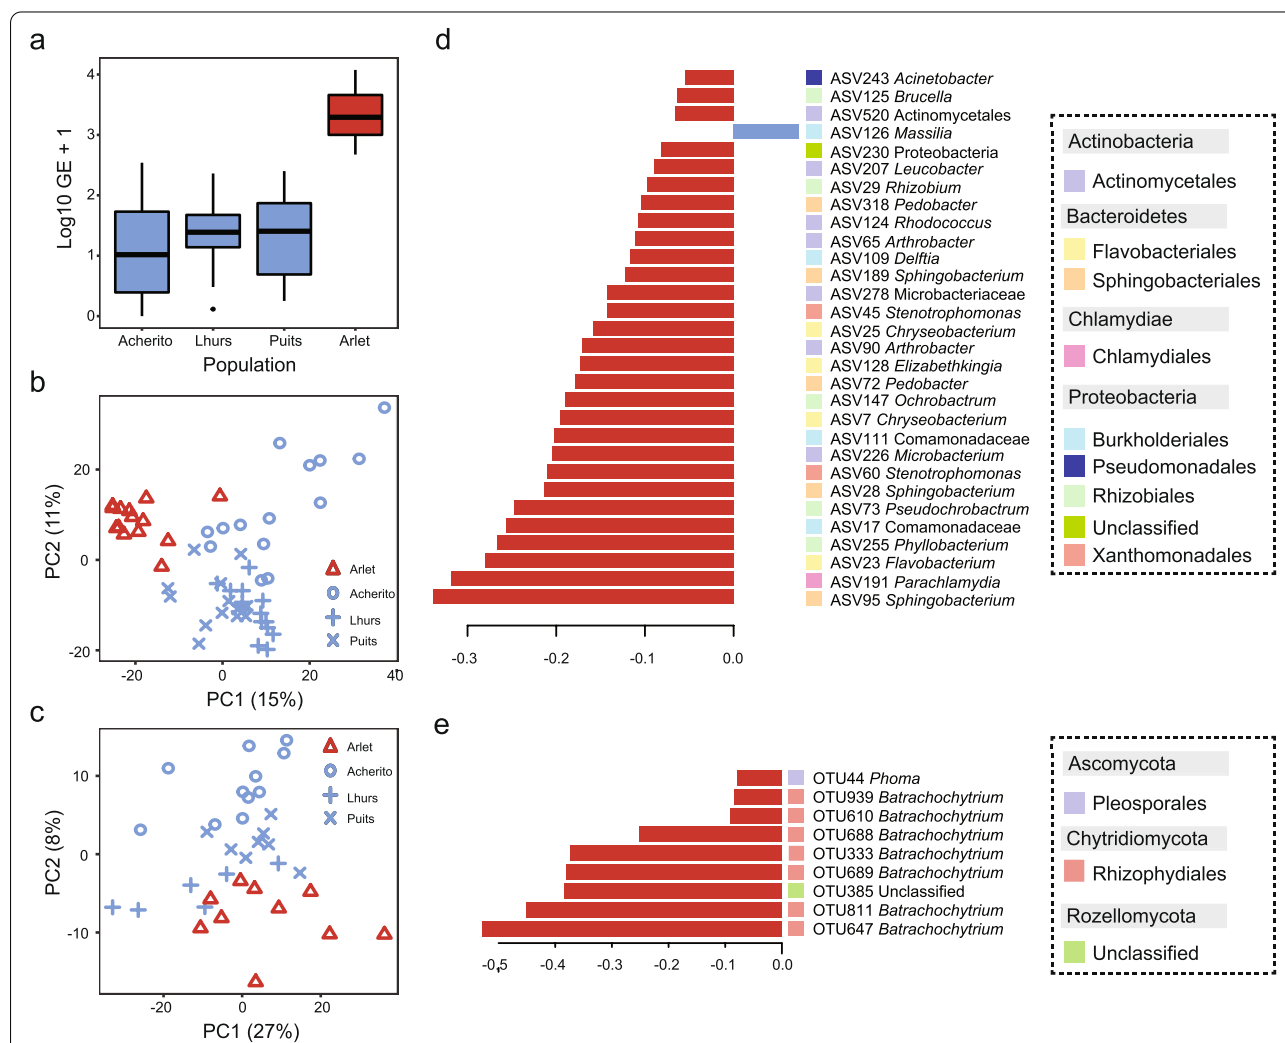 a
Log10 GE + 1
4
3
2
1
0
Acherito Lhurs Puits Arlet
Population
b
PC2 (11%)
20
0
-20
Arlet
Acherito
Lhurs
Puits
-20 0 20 40
PC1 (15%)
c
PC2 (8%)
10
0
-10
Arlet
Acherito
Lhurs
Puits
-20 0 20
PC1 (27%)
d
ASV243 Acinetobacter
ASV125 Brucella
ASV520 Actinomycetales
ASV126 Massilia
ASV230 Proteobacteria
ASV207 Leucobacter
ASV29 Rhizobium
ASV318 Pedobacter
ASV124 Rhodococcus
ASV65 Arthrobacter
ASV109 Delftia
ASV189 Sphingobacterium
ASV278 Microbacteriaceae
ASV45 Stenotrophomonas
ASV25 Chryseobacterium
ASV90 Arthrobacter
ASV128 Elizabethkingia
ASV72 Pedobacter
ASV147 Ochrobactrum
ASV7 Chryseobacterium
ASV111 Comamonadaceae
ASV226 Microbacterium
ASV60 Stenotrophomonas
ASV28 Sphingobacterium
ASV73 Pseudochrobactrum
ASV17 Comamonadaceae
ASV255 Phyllobacterium
ASV23 Flavobacterium
ASV191 Parachlamydia
ASV95 Sphingobacterium
-0.3 -0.2 -0.1 0.0
Actinobacteria
Actinomycetales
Bacteroidetes
Flavobacteriales
Sphingobacteriales
Chlamydiae
Chlamydiales
Proteobacteria
Burkholderiales
Pseudomonadales
Rhizobiales
Unclassified
Xanthomonadales
e
OTU44 Phoma
OTU939 Batrachochytrium
OTU610 Batrachochytrium
OTU688 Batrachochytrium
OTU333 Batrachochytrium
OTU689 Batrachochytrium
OTU385 Unclassified
OTU811 Batrachochytrium
OTU647 Batrachochytrium
-0.5 -0.4 -0.3 -0.2 -0.1 0.0
Ascomycota
Pleosporales
Chytridiomycota
Rhizophydiales
Rozellomycota
Unclassified